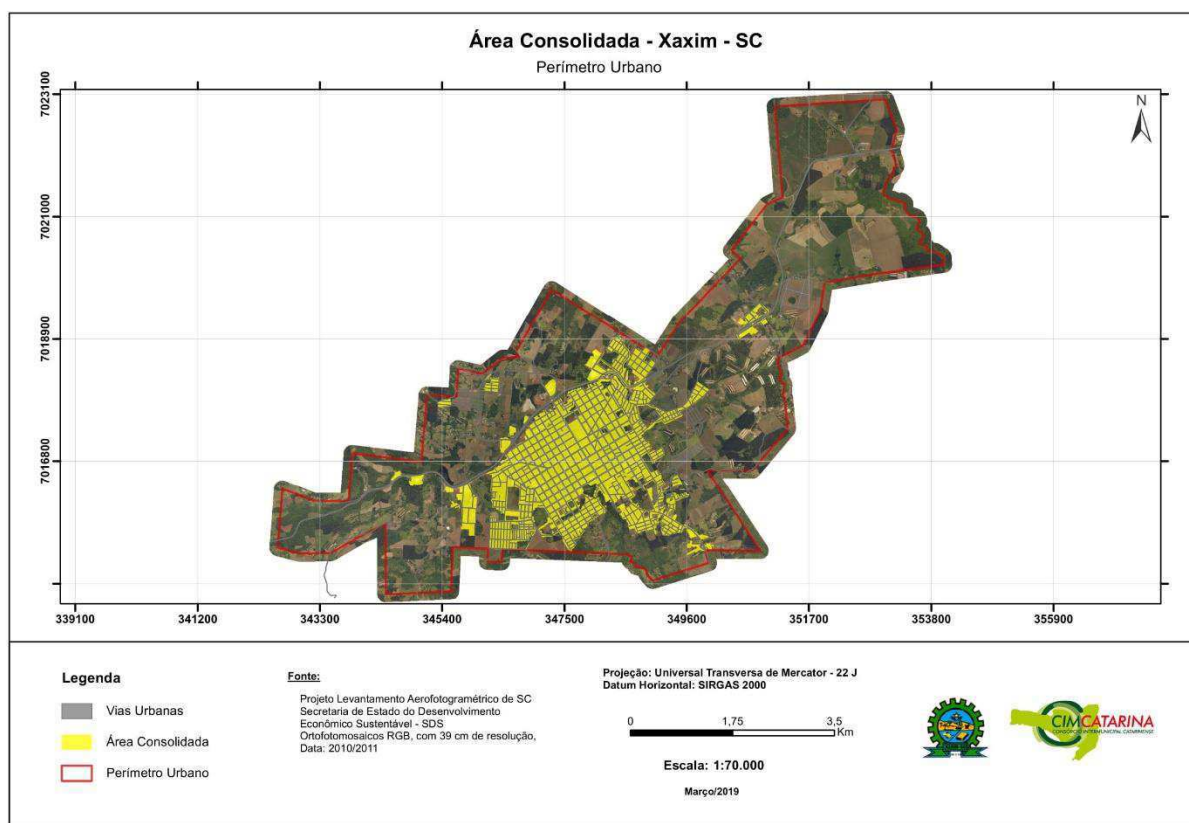 Área Consolidada - Xaxim - SC
Perímetro Urbano
N
7023100
7021000
7018900
7016800
339100
341200
343300
345400
347500
349600
351700
353800
355900
Legenda
Vias Urbanas
Área Consolidada
Perímetro Urbano
Fonte:
Projeto Levantamento Aerofotogramétrico de SC
Secretaria de Estado do Desenvolvimento
Econômico Sustentável - SDS
Ortofotomosaicos RGB, com 39 cm de resolução,
Data: 2010/2011
Projeção: Universal Transversa de Mercator - 22 J
Datum Horizontal: SIRGAS 2000
0 1,75 3,5
Km
Escala: 1:70.000
Março/2019
CIMCATARINA
CONSÓRCIO INTERMUNICIPAL CATARINENSE